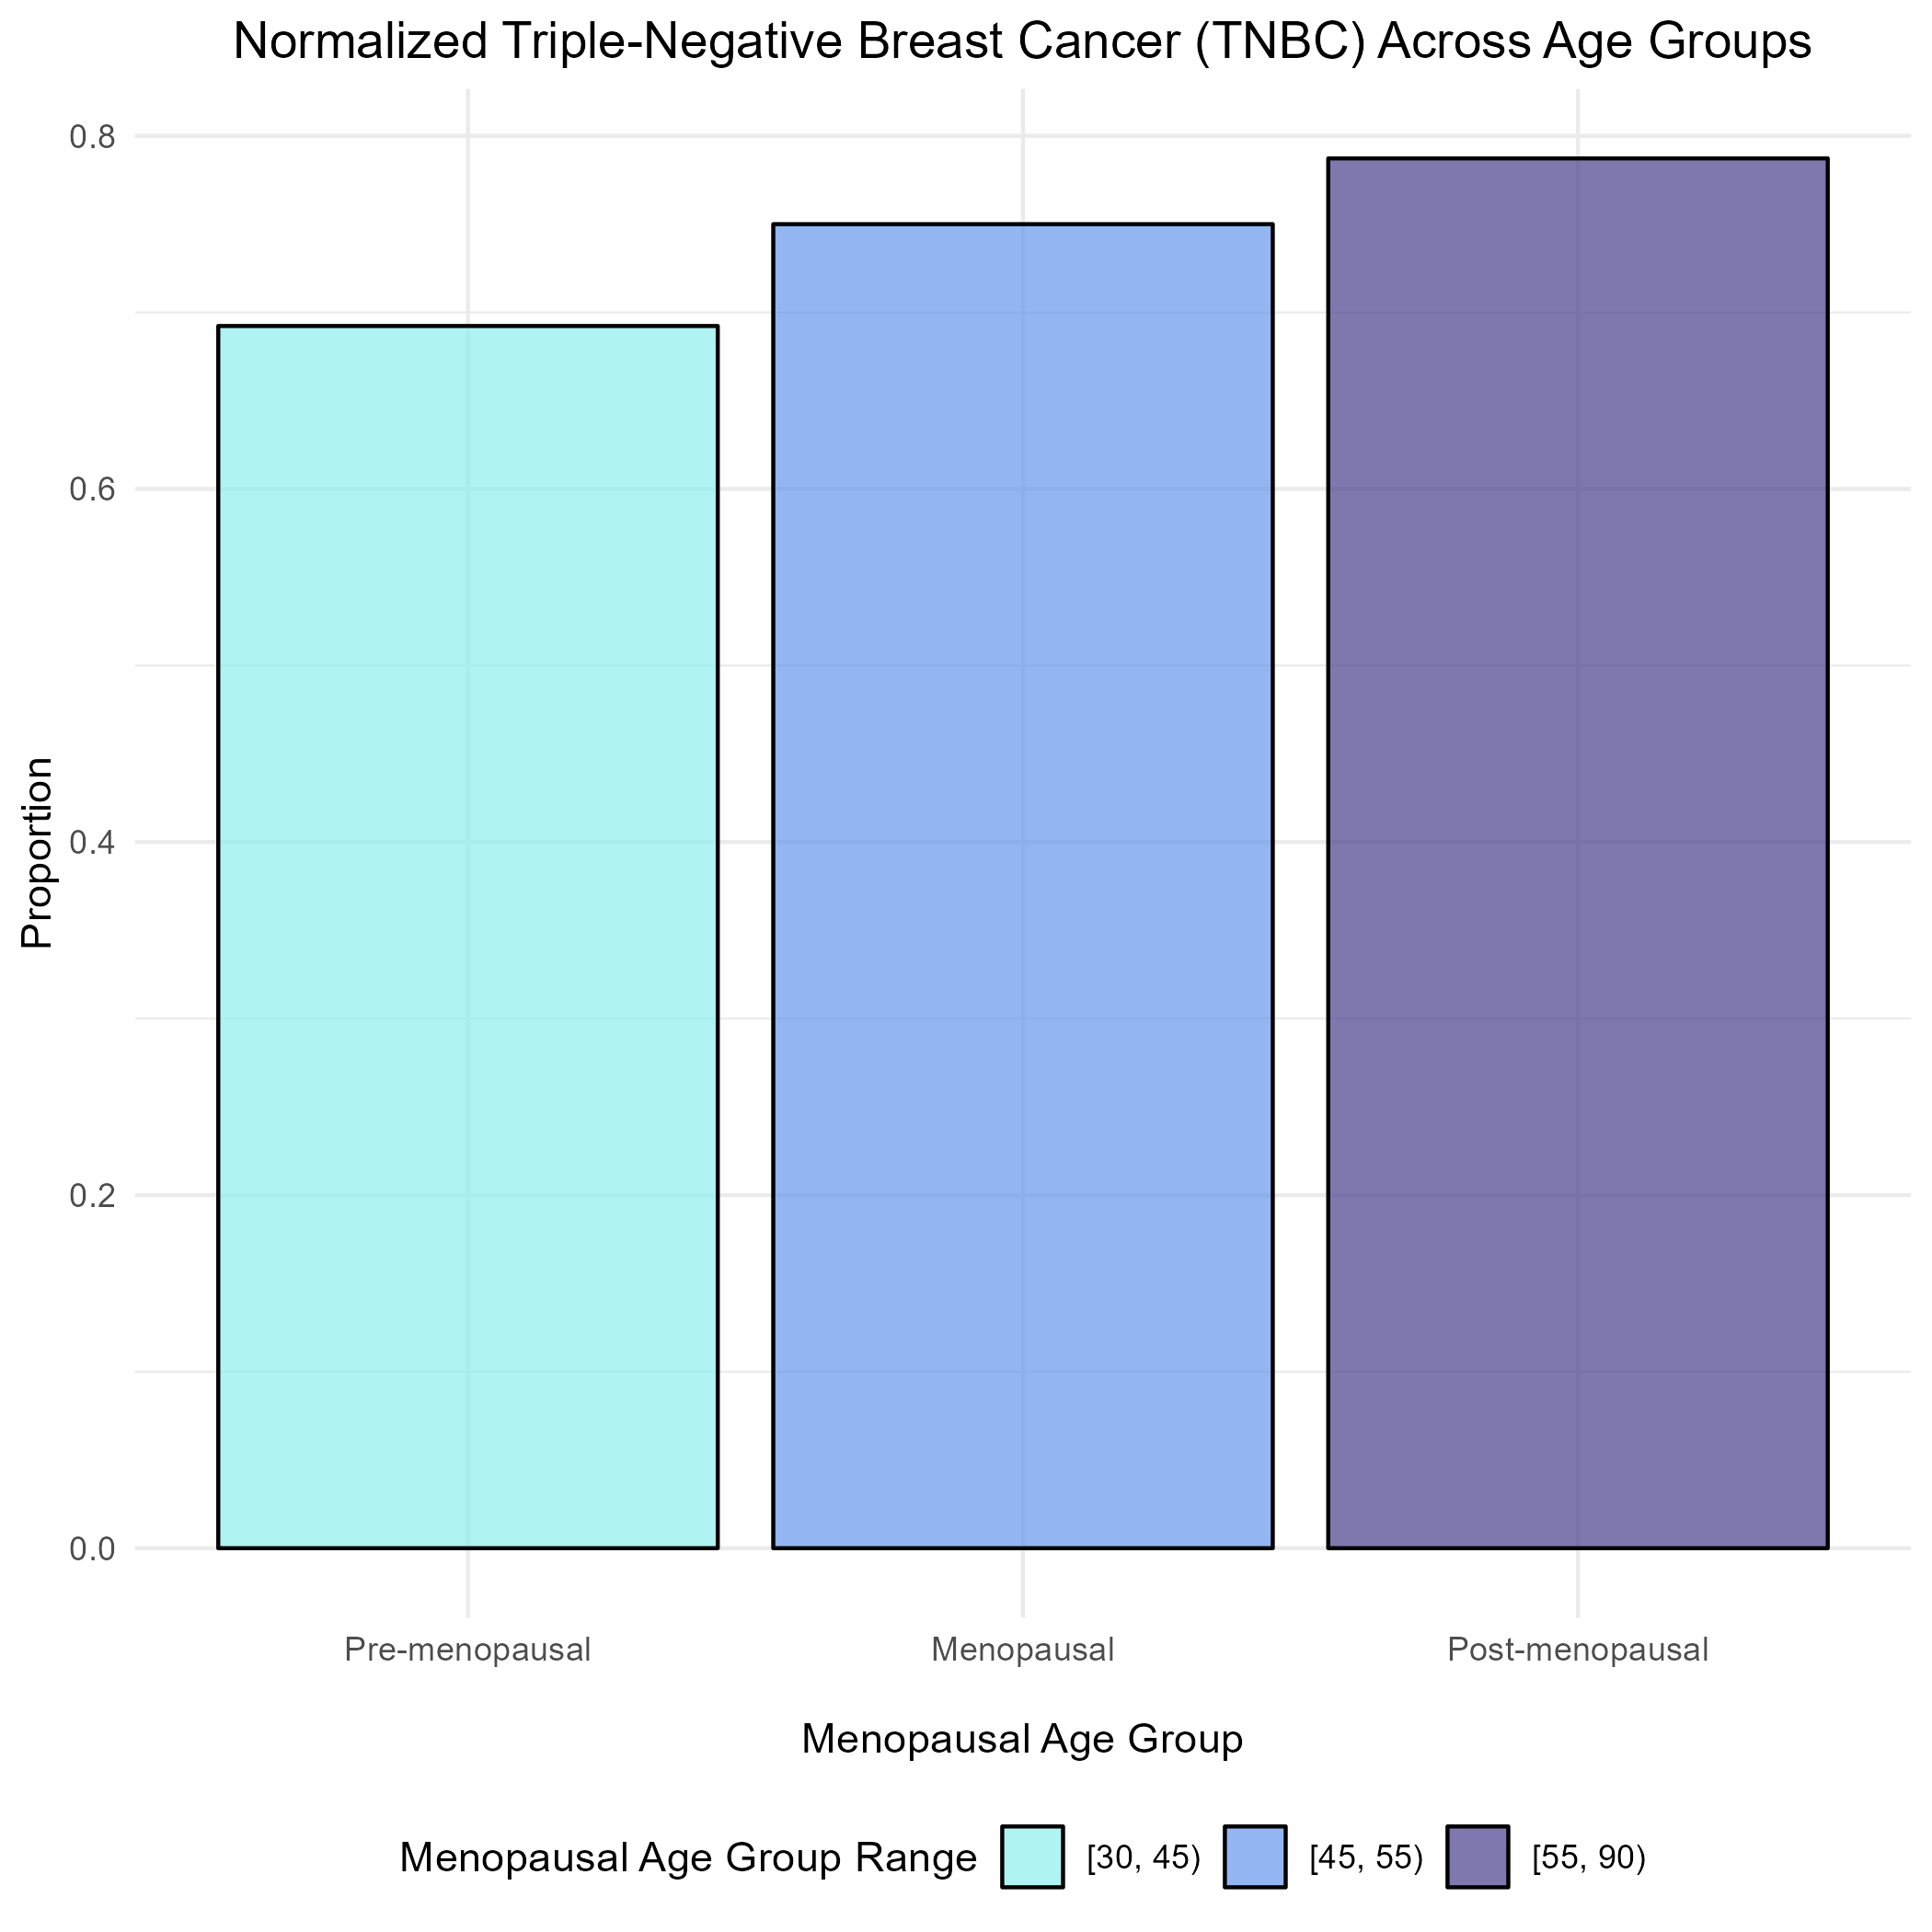 Normalized Triple-Negative Breast Cancer (TNBC) Across Age Groups
0.8
0.6
0.4
0.2
0.0
Proportion
Pre-menopausal Menopausal Post-menopausal
Menopausal Age Group
Menopausal Age Group Range [30, 45) [45, 55) [55, 90)